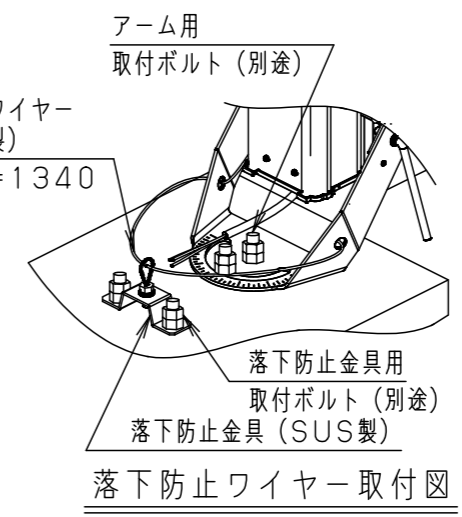 アーム用
取付ボルト（別途）
ワイヤー
製）
=1340
落下防止金具用
取付ボルト（別途）
落下防止金具（SUS製）
落下防止ワイヤー取付図